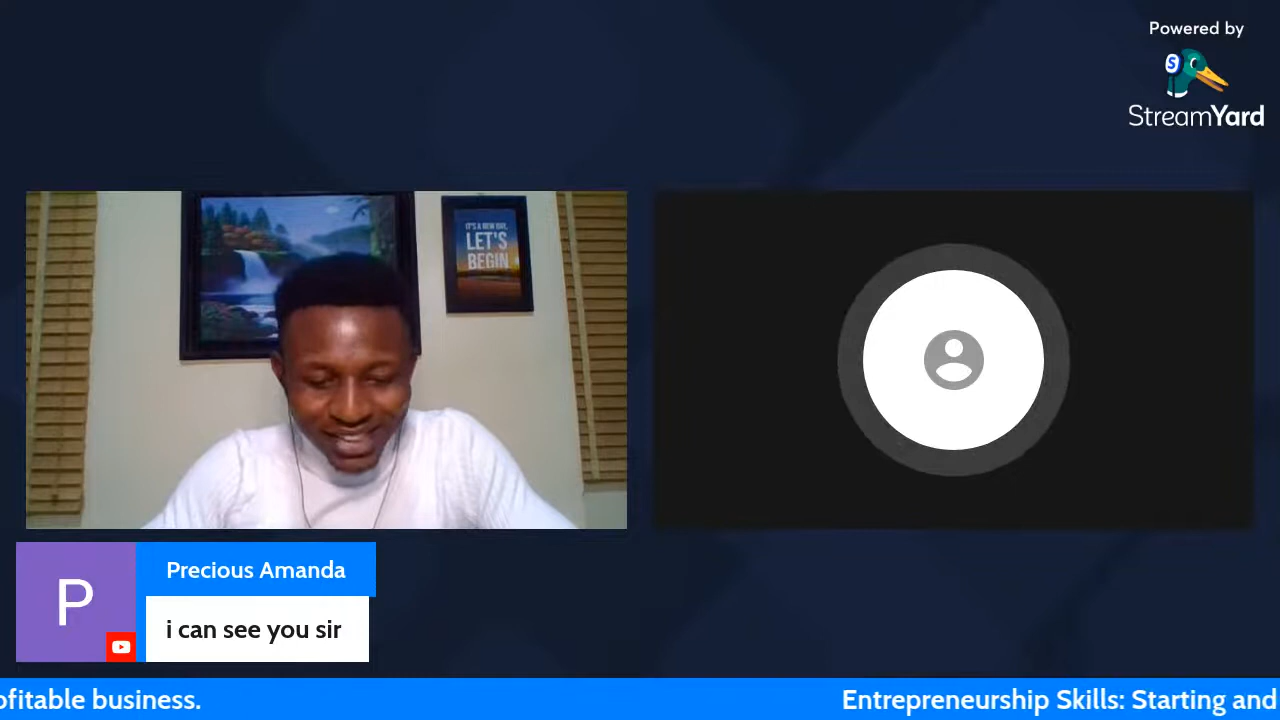 Powered by
S
StreamYard
IT'S A NEW DAY,
LET'S
BEGIN
P
Precious Amanda
i can see you sir
ofitable business.
Entrepreneurship Skills: Starting and